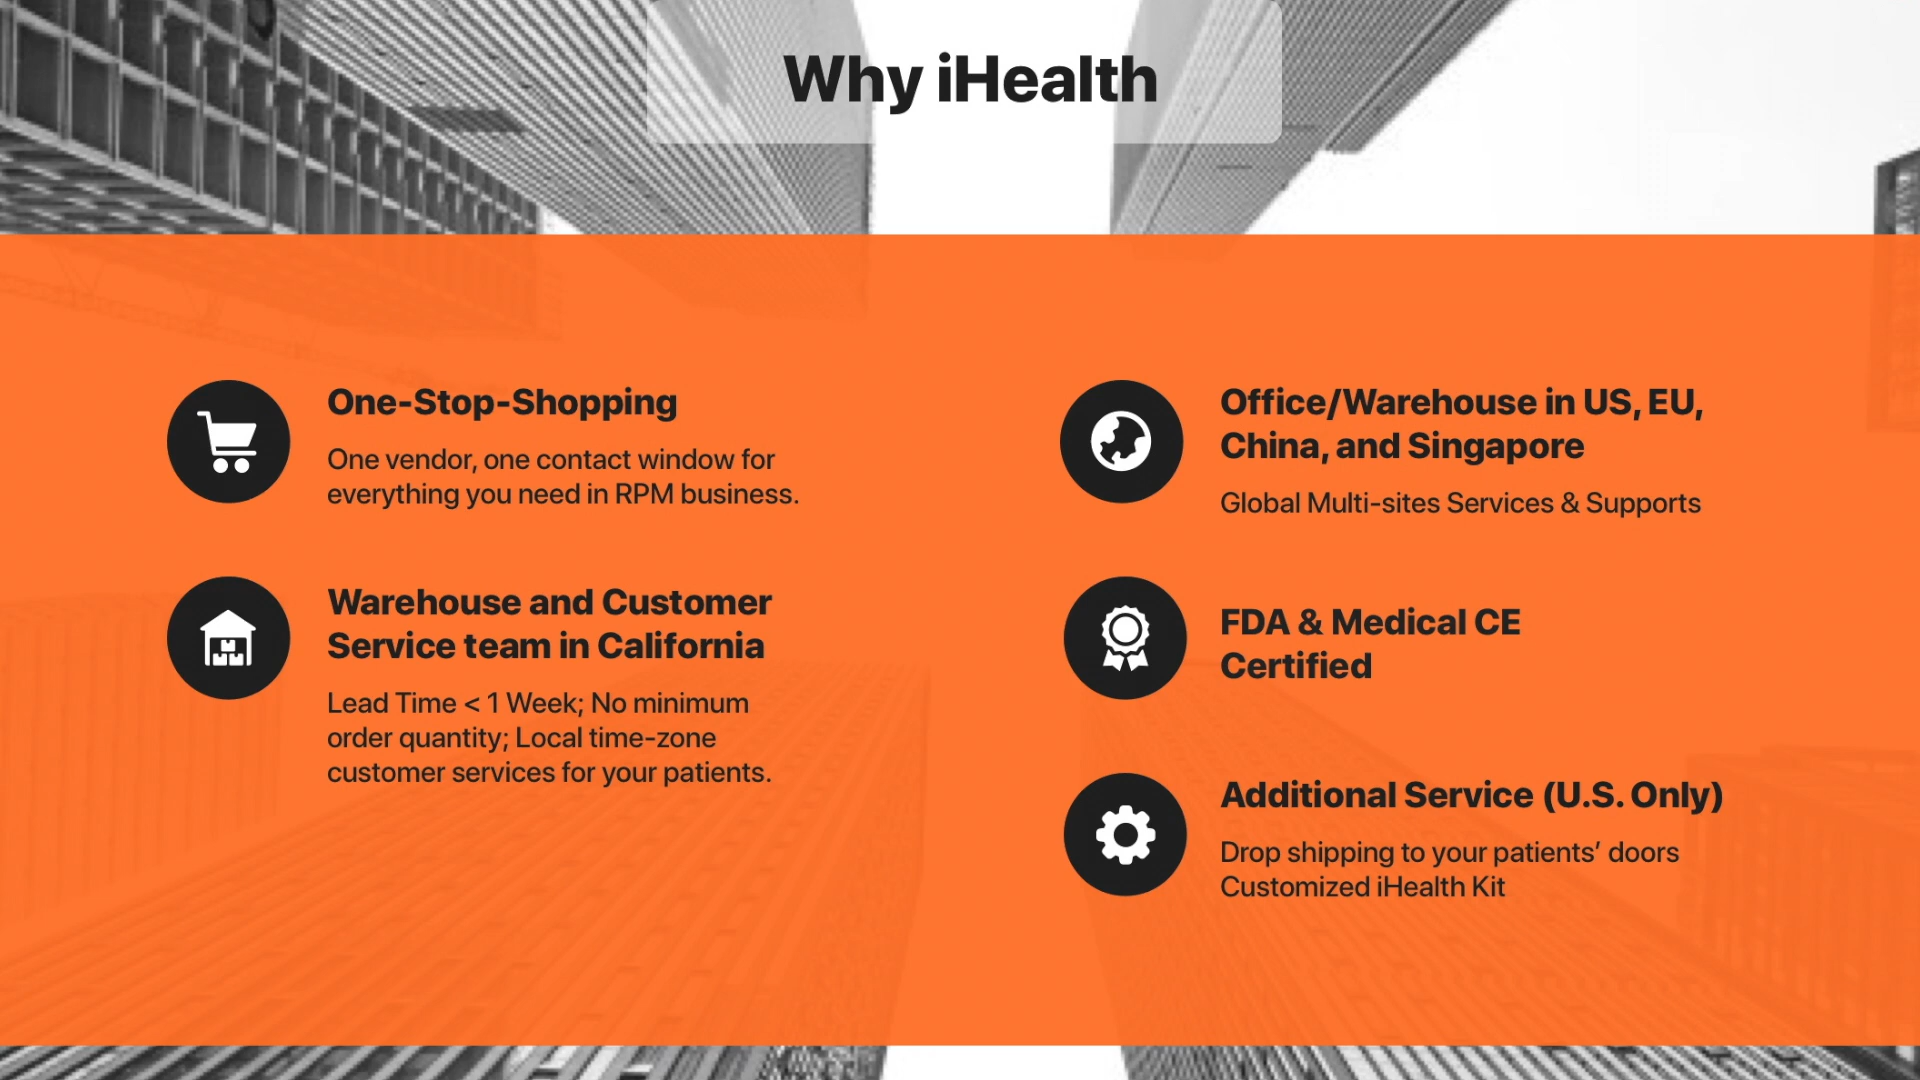 Why iHealth
One-Stop-Shopping
One vendor, one contact window for
everything you need in RPM business.
Warehouse and Customer
Service team in California
Lead Time < 1 Week; No minimum
order quantity; Local time-zone
customer services for your patients.
Office/Warehouse in US, EU,
China, and Singapore
Global Multi-sites Services & Supports
FDA & Medical CE
Certified
Additional Service (U.S. Only)
Drop shipping to your patients’ doors
Customized iHealth Kit